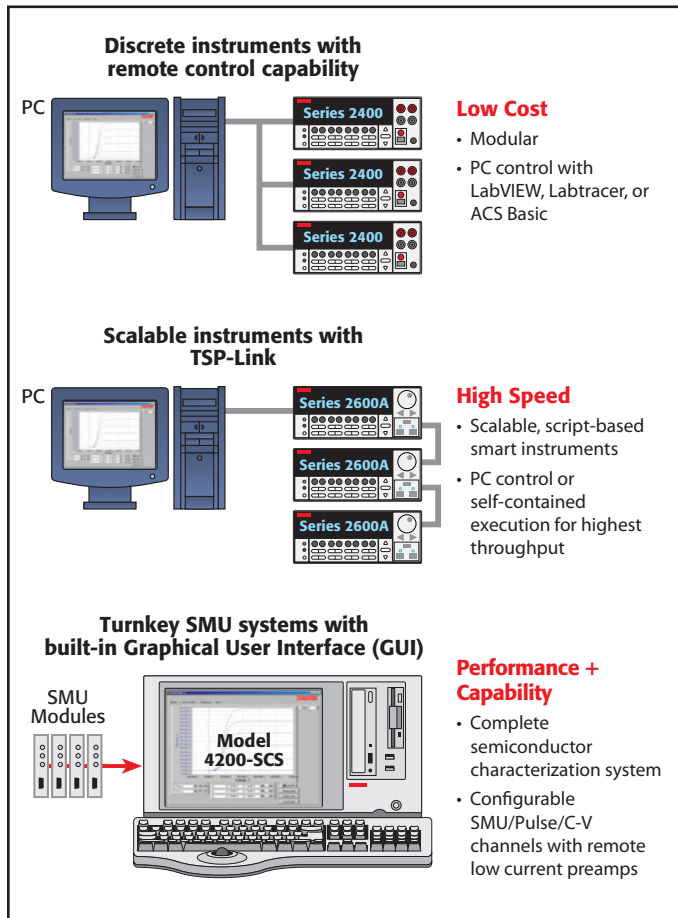 Discrete instruments with
remote control capability
PC
Series 2400
Series 2400
Series 2400
Low Cost
• Modular
• PC control with
LabVIEW, Labtracer, or
ACS Basic
Scalable instruments with
TSP-Link
PC
Series 2600A
Series 2600A
Series 2600A
High Speed
• Scalable, script-based
smart instruments
• PC control or
self-contained
execution for highest
throughput
Turnkey SMU systems with
built-in Graphical User Interface (GUI)
SMU
Modules
Model
4200-SCS
Performance +
Capability
• Complete
semiconductor
characterization system
• Configurable
SMU/Pulse/C-V
channels with remote
low current preamps